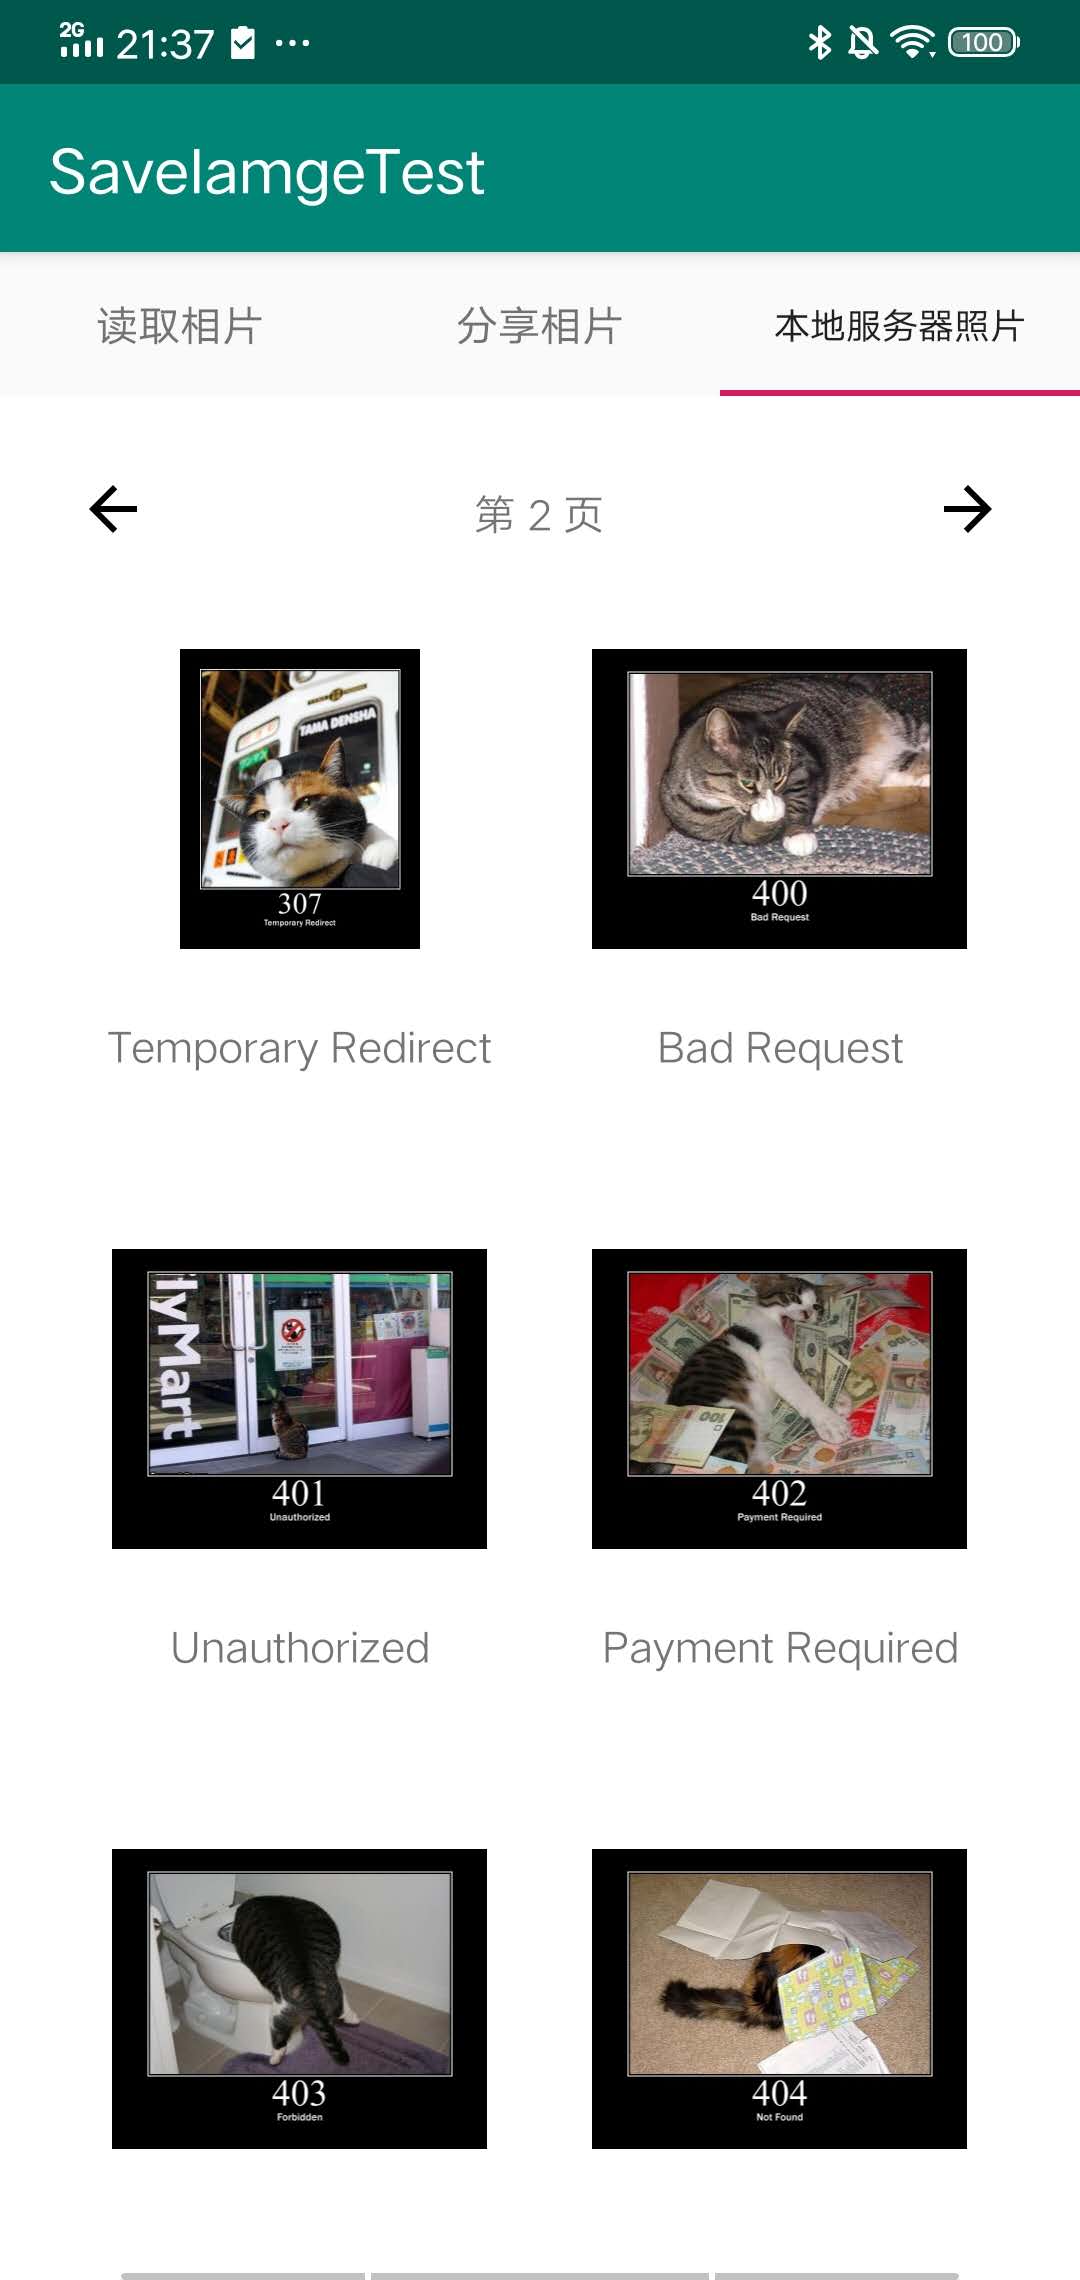 2G
21:37
100
SaveIamgeTest
读取相片
分享相片
本地服务器照片
第 2 页
TAMA DENSHA
307
Temporary Redirect
400
Bad Request
Temporary Redirect
Bad Request
lyMart
401
Unauthorized
100
402
Payment Required
Unauthorized
Payment Required
403
Forbidden
404
Not Found